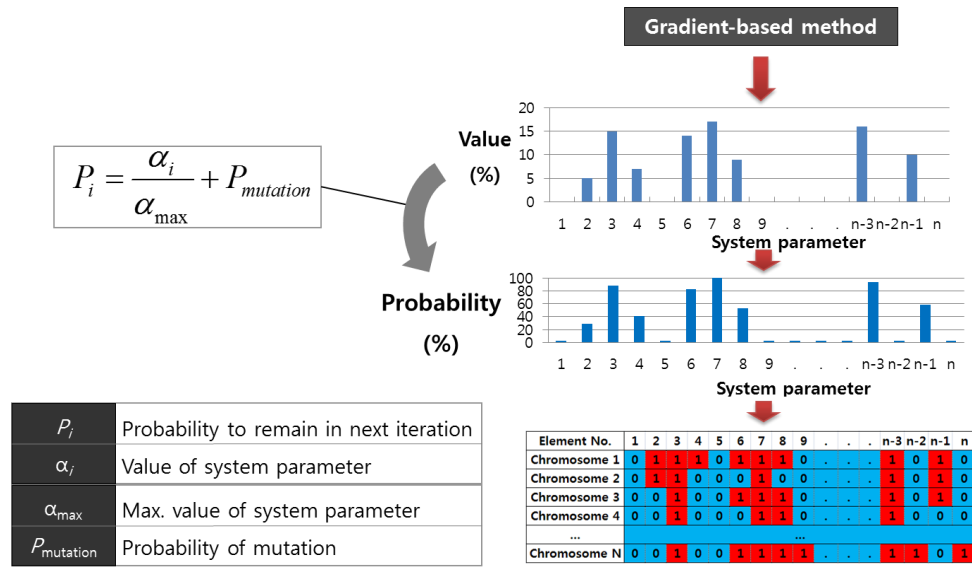 Gradient-based method
P_i = α_i / α_max + P_mutation
Value
(%)
20
15
10
5
0
1 2 3 4 5 6 7 8 9 . . . n-3 n-2 n-1 n
System parameter
Probability
(%)
100
80
60
40
20
0
1 2 3 4 5 6 7 8 9 . . . n-3 n-2 n-1 n
System parameter
P_i Probability to remain in next iteration
α_i Value of system parameter
α_max Max. value of system parameter
P_mutation Probability of mutation
Element No. 1 2 3 4 5 6 7 8 9 . . . n-3 n-2 n-1 n
Chromosome 1 0 1 1 1 0 1 1 1 0 . . . 1 0 1 0
Chromosome 2 0 1 1 0 0 0 1 0 0 . . . 1 0 1 0
Chromosome 3 0 0 1 0 0 1 1 1 0 . . . 1 0 1 0
Chromosome 4 0 0 1 0 0 0 1 1 0 . . . 1 0 0 0
... ...
Chromosome N 0 0 1 0 0 1 1 1 1 . . . 1 1 0 1